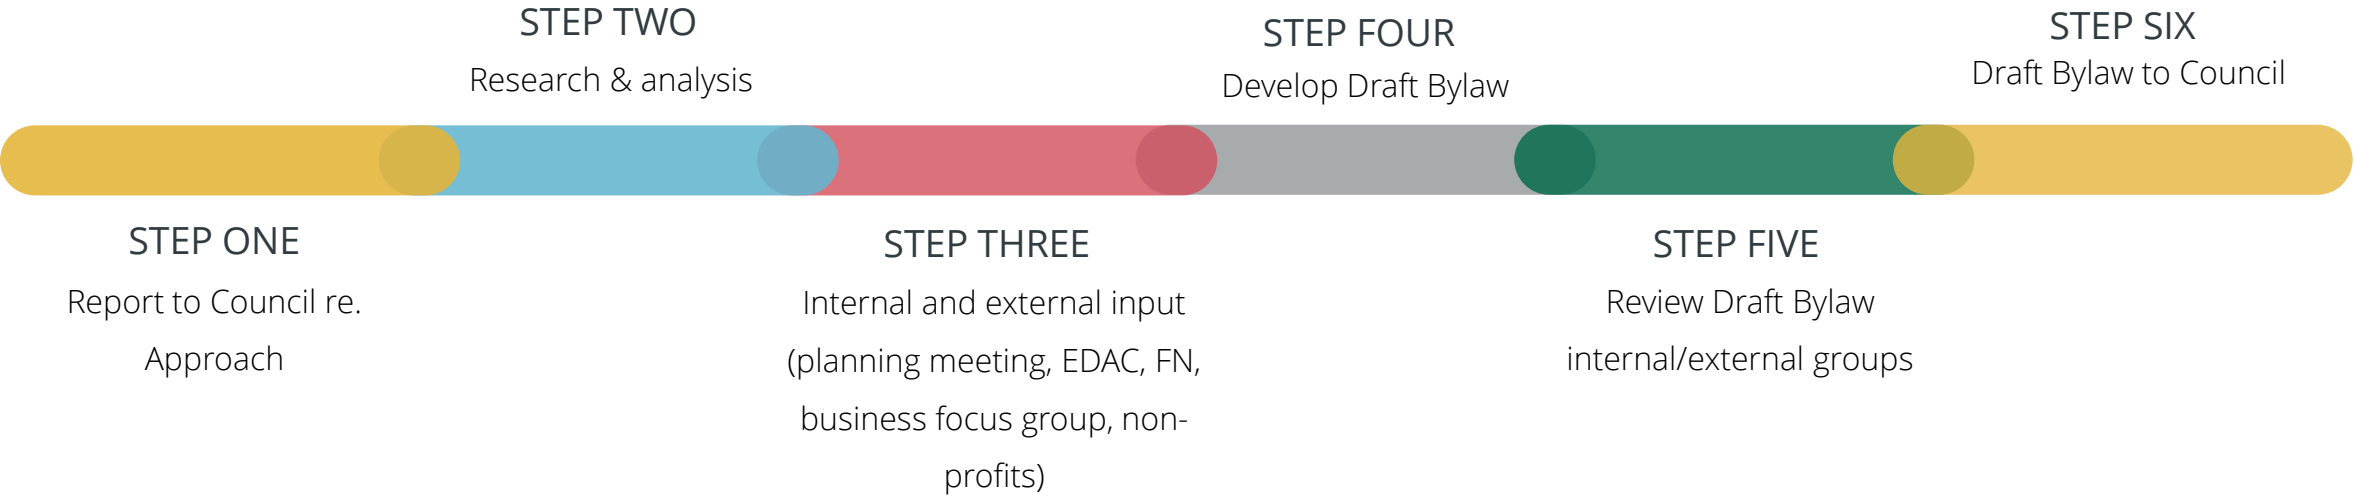 STEP ONE
Report to Council re.
Approach
STEP TWO
Research & analysis
STEP THREE
Internal and external input
(planning meeting, EDAC, FN,
business focus group, non-
profits)
STEP FOUR
Develop Draft Bylaw
STEP FIVE
Review Draft Bylaw
internal/external groups
STEP SIX
Draft Bylaw to Council